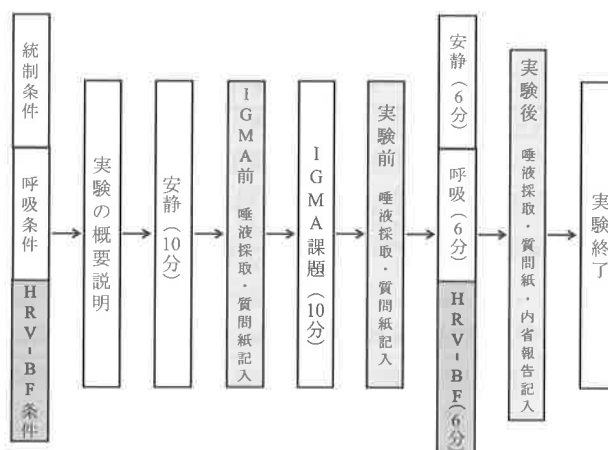 統制条件
呼吸条件
HRV-BF条件
実験の概要説明
安静（10分）
IGMA前　唾液採取・質問紙記入
IGMA課題（10分）
実験前　唾液採取・質問紙記入
安静（6分）
呼吸（6分）
HRV-BF（6分）
実験後　唾液採取・質問紙・内省報告記入
実験終了